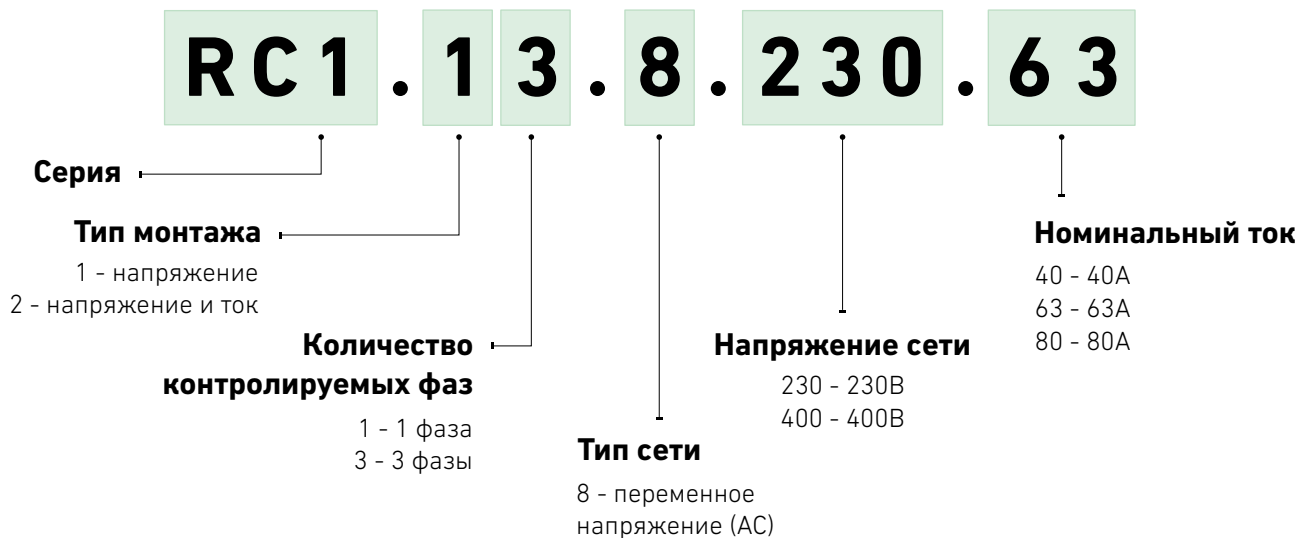 RC1.13.8.230.63
Серия
Тип монтажа
1 - напряжение
2 - напряжение и ток
Количество
контролируемых фаз
1 - 1 фаза
3 - 3 фазы
Тип сети
8 - переменное
напряжение (AC)
Напряжение сети
230 - 230В
400 - 400В
Номинальный ток
40 - 40А
63 - 63А
80 - 80А